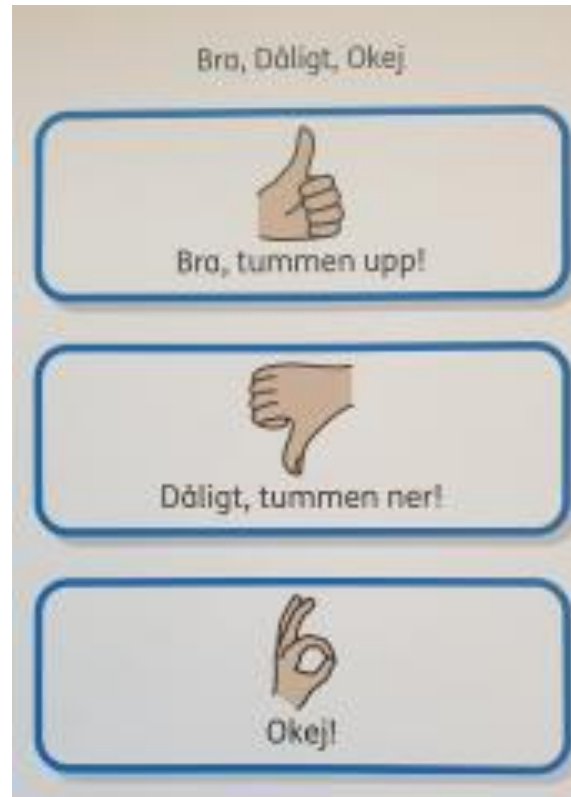 Bra, Dåligt, Okej
Bra, tummen upp!
Dåligt, tummen ner!
Okej!